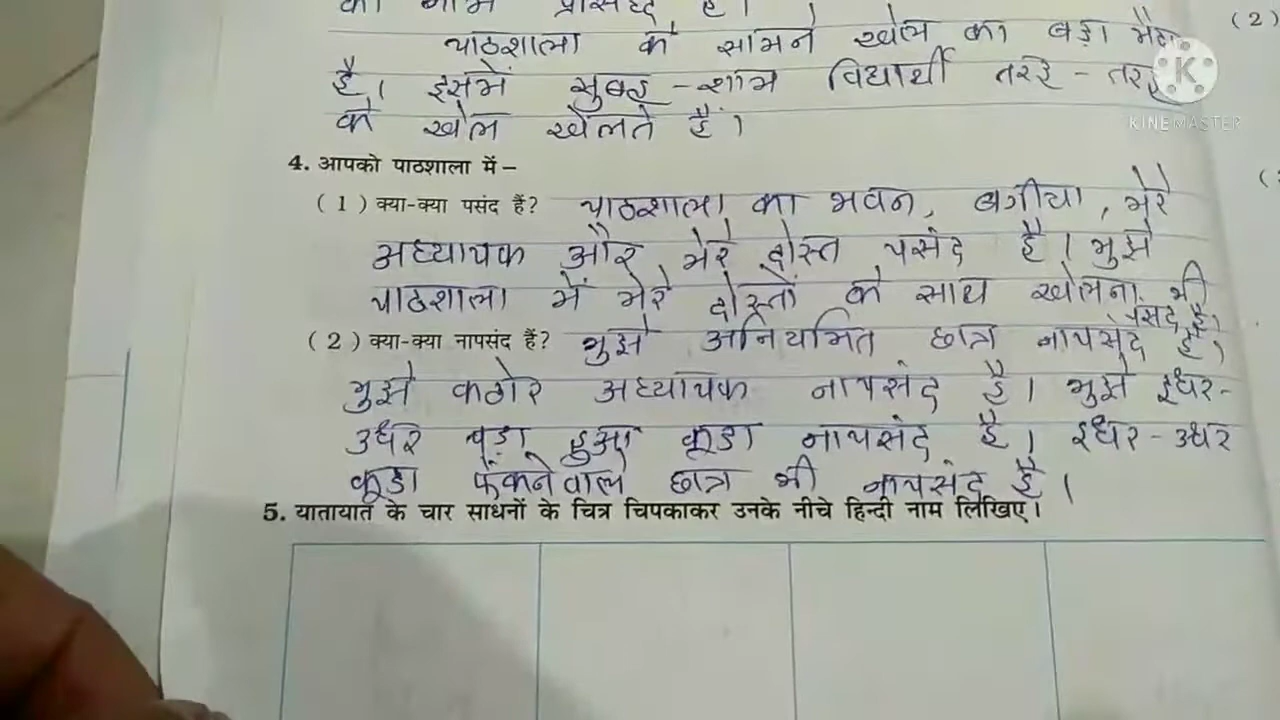 का नाम प्रसिद्ध है।
(2)
पाठशाला के सामने खेल का बड़ा
है। इसमें सुबह - शाम विद्यार्थी तरह - तरह
के खेल खेलते हैं।
KINEMASTER
4. आपको पाठशाला में –
(1) क्या-क्या पसंद हैं? पाठशाला का भवन, बगीचा, मेरे
अध्यापक और मेरे दोस्त पसंद है। मुझे
पाठशाला में मेरे दोस्तों के साथ खेलना भी
पसंद है।
(2) क्या-क्या नापसंद हैं? मुझे अनियमित छात्र नापसंद है।
मुझे कठोर अध्यापक नापसंद है। मुझे इधर-
उधर पड़ा हुआ कूडा नापसंद है। इधर - उधर
कूडा फेंकनेवाले छात्र भी नापसंद है।
5. यातायात के चार साधनों के चित्र चिपकाकर उनके नीचे हिन्दी नाम लिखिए।